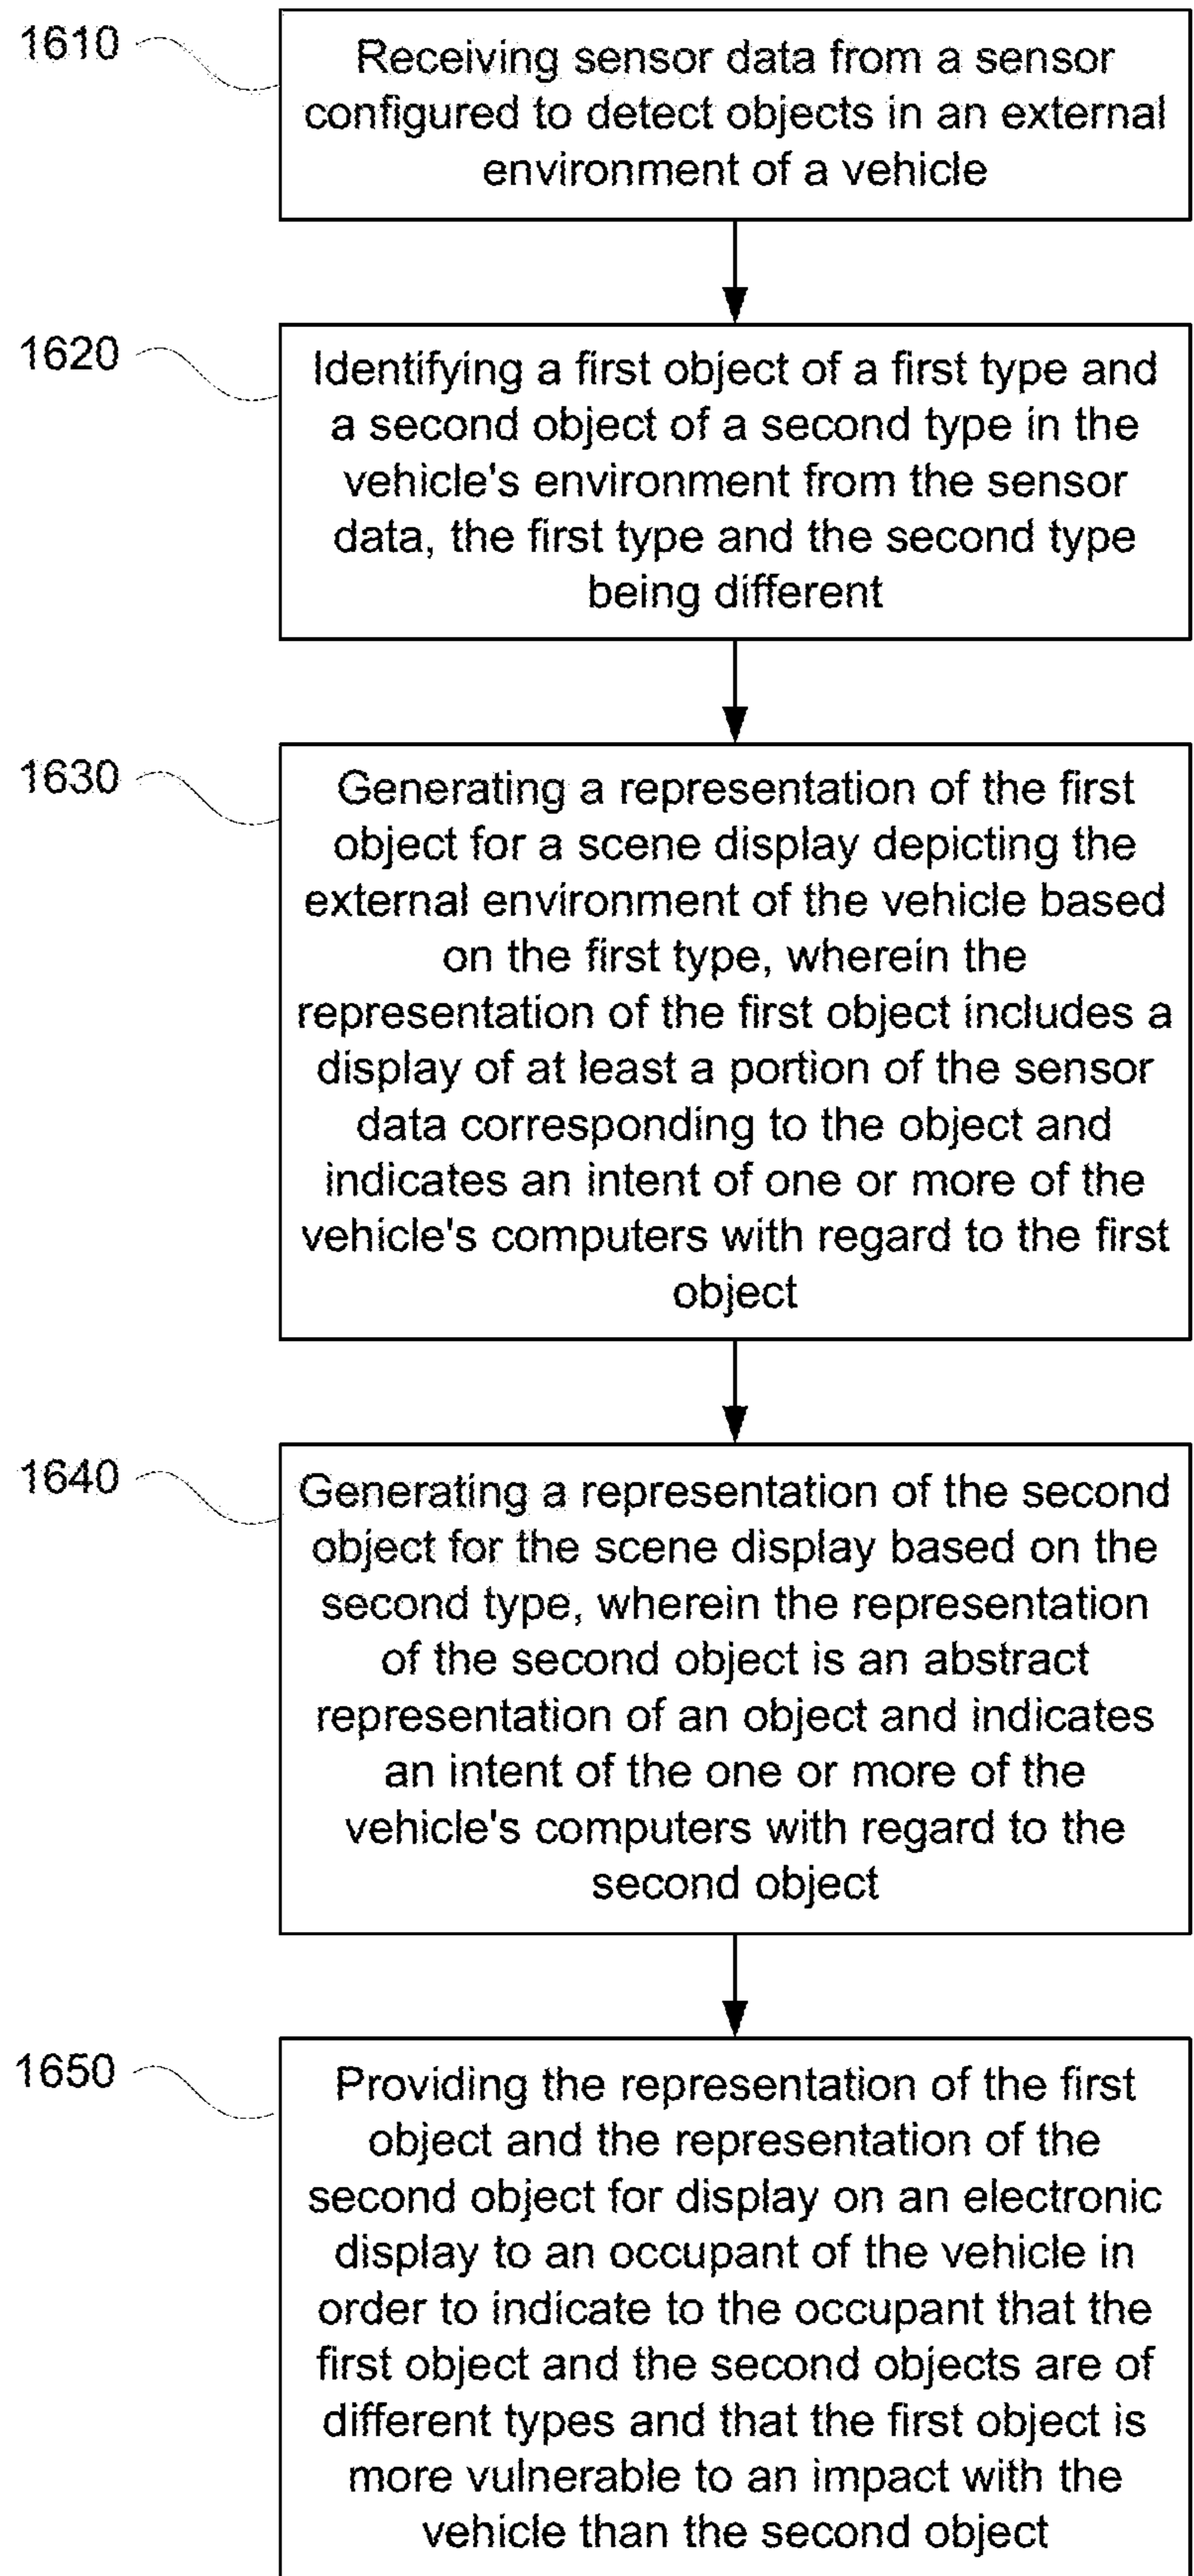 1610
Receiving sensor data from a sensor
configured to detect objects in an external
environment of a vehicle
1620
Identifying a first object of a first type and
a second object of a second type in the
vehicle's environment from the sensor
data, the first type and the second type
being different
1630
Generating a representation of the first
object for a scene display depicting the
external environment of the vehicle based
on the first type, wherein the
representation of the first object includes a
display of at least a portion of the sensor
data corresponding to the object and
indicates an intent of one or more of the
vehicle's computers with regard to the first
object
1640
Generating a representation of the second
object for the scene display based on the
second type, wherein the representation
of the second object is an abstract
representation of an object and indicates
an intent of the one or more of the
vehicle's computers with regard to the
second object
1650
Providing the representation of the first
object and the representation of the
second object for display on an electronic
display to an occupant of the vehicle in
order to indicate to the occupant that the
first object and the second objects are of
different types and that the first object is
more vulnerable to an impact with the
vehicle than the second object